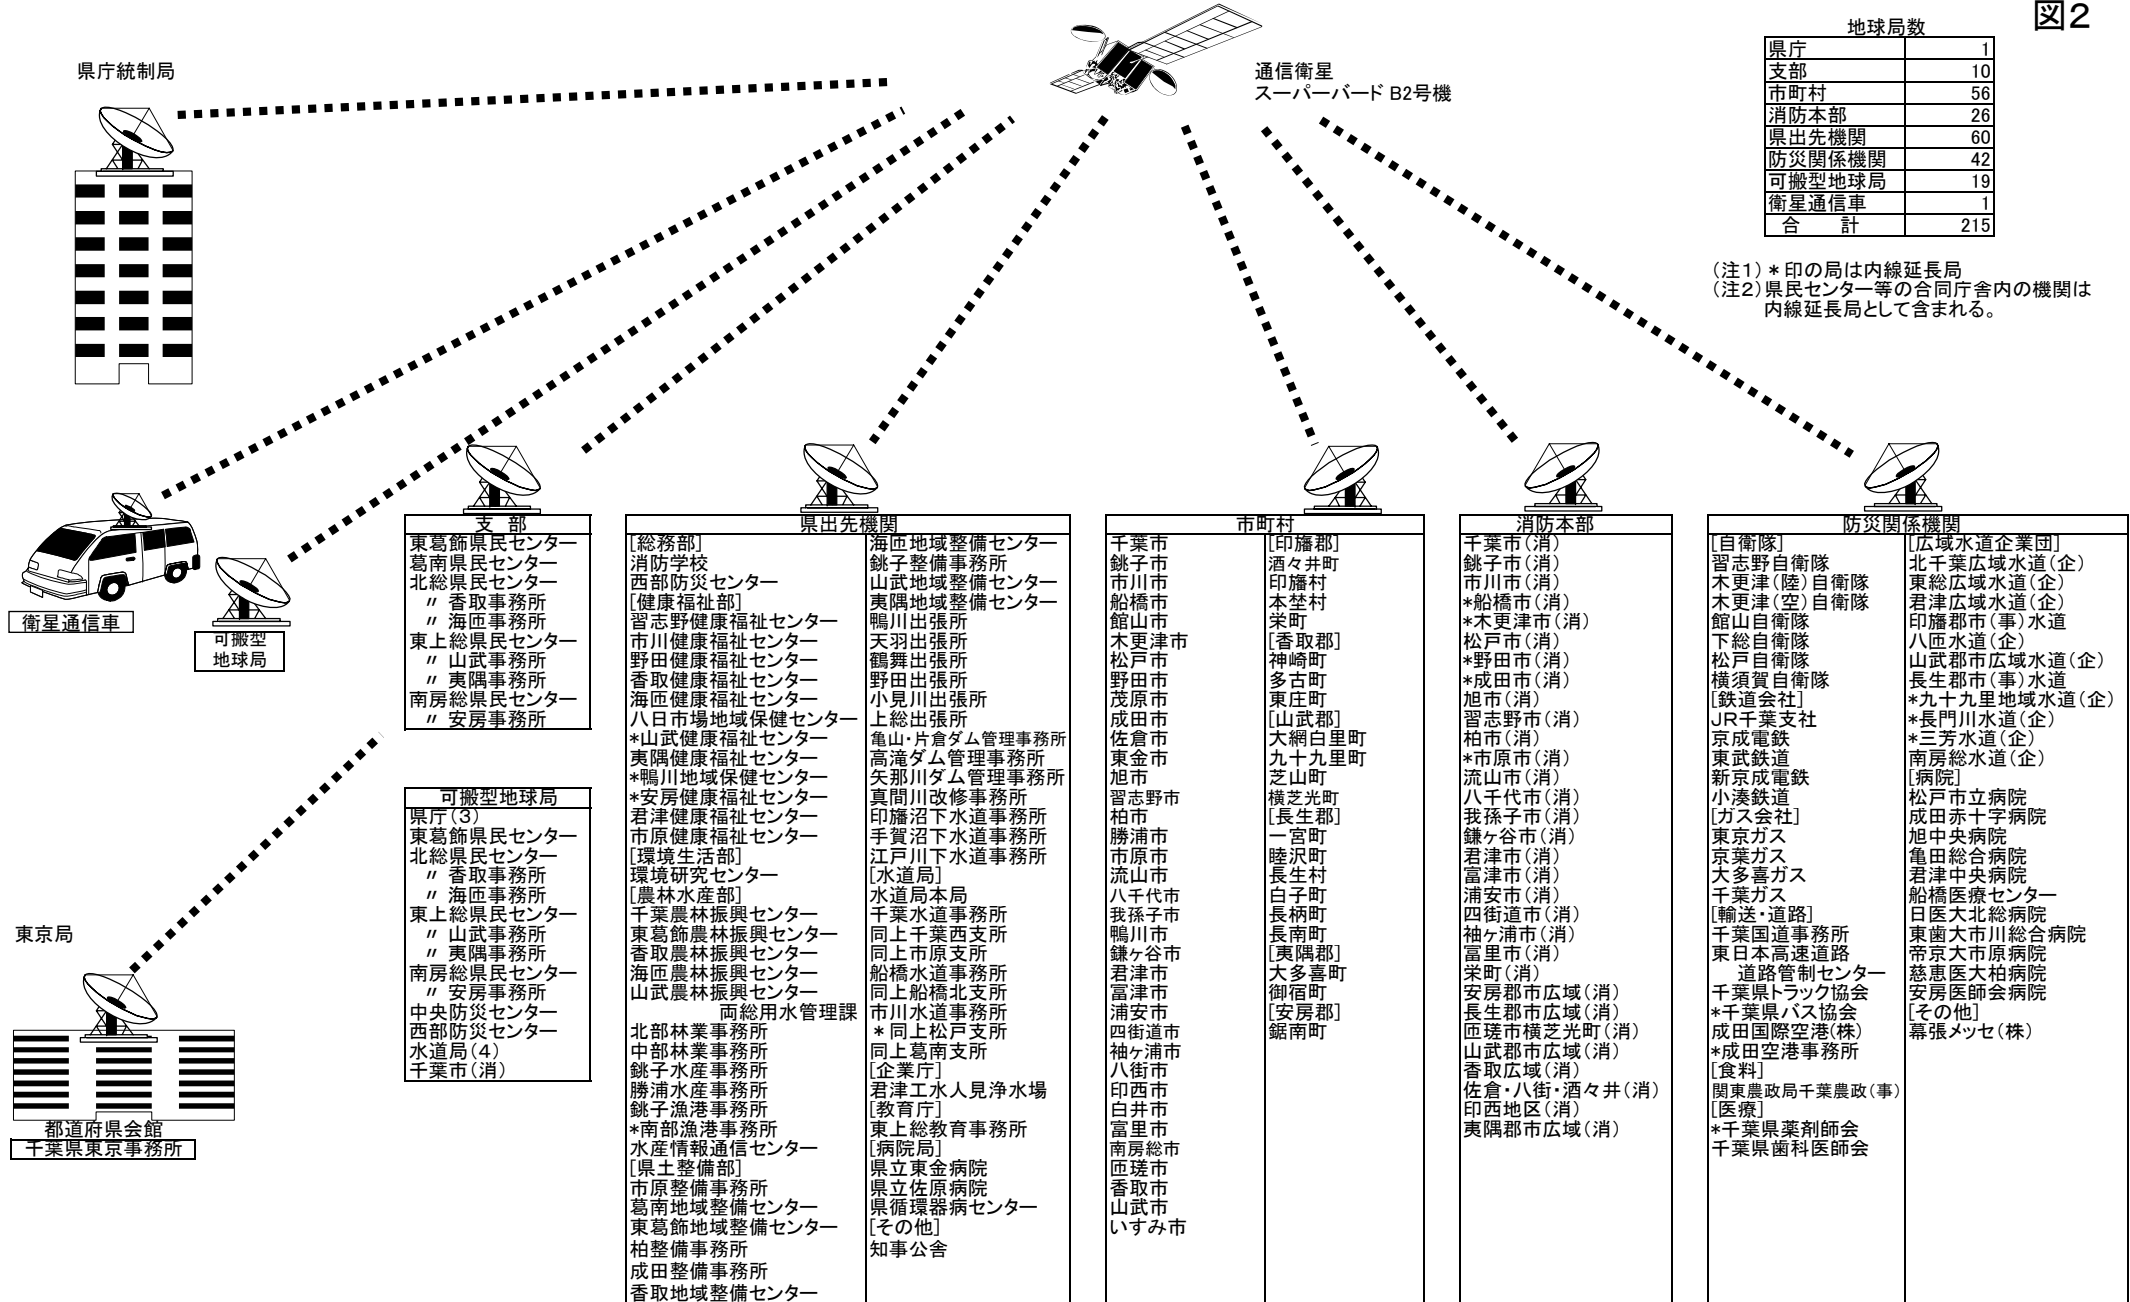 図2
県庁統制局
通信衛星
スーパーバード B2号機
地球局数
県庁 1
支部 10
市町村 56
消防本部 26
県出先機関 60
防災関係機関 42
可搬型地球局 19
衛星通信車 1
合 計 215
(注1)*印の局は内線延長局
(注2)県民センター等の合同庁舎内の機関は
内線延長局として含まれる。
衛星通信車
可搬型
地球局
東京局
都道府県会館
千葉県東京事務所
支 部
東葛飾県民センター
葛南県民センター
北総県民センター
〃 香取事務所
〃 海匝事務所
東上総県民センター
〃 山武事務所
〃 夷隅事務所
南房総県民センター
〃 安房事務所
可搬型地球局
県庁(3)
東葛飾県民センター
北総県民センター
〃 香取事務所
〃 海匝事務所
東上総県民センター
〃 山武事務所
〃 夷隅事務所
南房総県民センター
〃 安房事務所
中央防災センター
西部防災センター
水道局(4)
千葉市(消)
県出先機関
[総務部]
消防学校
西部防災センター
[健康福祉部]
習志野健康福祉センター
市川健康福祉センター
野田健康福祉センター
香取健康福祉センター
海匝健康福祉センター
八日市場地域保健センター
*山武健康福祉センター
夷隅健康福祉センター
*鴨川地域保健センター
*安房健康福祉センター
君津健康福祉センター
市原健康福祉センター
[環境生活部]
環境研究センター
[農林水産部]
千葉農林振興センター
東葛飾農林振興センター
香取農林振興センター
海匝農林振興センター
山武農林振興センター
両総用水管理課
北部林業事務所
中部林業事務所
銚子水産事務所
勝浦水産事務所
銚子漁港事務所
*南部漁港事務所
水産情報通信センター
[県土整備部]
市原整備事務所
葛南地域整備センター
東葛飾地域整備センター
柏整備事務所
成田整備事務所
香取地域整備センター
海匝地域整備センター
銚子整備事務所
山武地域整備センター
夷隅地域整備センター
鴨川出張所
天羽出張所
鶴舞出張所
野田出張所
小見川出張所
上総出張所
亀山・片倉ダム管理事務所
高滝ダム管理事務所
矢那川ダム管理事務所
真間川改修事務所
印旛沼下水道事務所
手賀沼下水道事務所
江戸川下水道事務所
[水道局]
水道局本局
千葉水道事務所
同上千葉西支所
同上市原支所
船橋水道事務所
同上船橋北支所
市川水道事務所
*同上松戸支所
同上葛南支所
[企業庁]
君津工水人見浄水場
[教育庁]
東上総教育事務所
[病院局]
県立東金病院
県立佐原病院
県循環器病センター
[その他]
知事公舎
市町村
千葉市
銚子市
市川市
船橋市
館山市
木更津市
松戸市
野田市
茂原市
成田市
佐倉市
東金市
旭市
習志野市
柏市
勝浦市
市原市
流山市
八千代市
我孫子市
鴨川市
鎌ヶ谷市
君津市
富津市
浦安市
四街道市
袖ヶ浦市
八街市
印西市
白井市
富里市
南房総市
匝瑳市
香取市
山武市
いすみ市
[印旛郡]
酒々井町
印旛村
本埜村
栄町
[香取郡]
神崎町
多古町
東庄町
[山武郡]
大網白里町
九十九里町
芝山町
横芝光町
[長生郡]
一宮町
睦沢町
長生村
白子町
長柄町
長南町
[夷隅郡]
大多喜町
御宿町
[安房郡]
鋸南町
消防本部
千葉市(消)
銚子市(消)
市川市(消)
*船橋市(消)
*木更津市(消)
松戸市(消)
*野田市(消)
*成田市(消)
旭市(消)
習志野市(消)
柏市(消)
*市原市(消)
流山市(消)
八千代市(消)
我孫子市(消)
鎌ヶ谷市(消)
君津市(消)
富津市(消)
浦安市(消)
四街道市(消)
袖ヶ浦市(消)
富里市(消)
栄町(消)
安房郡市広域(消)
長生郡市広域(消)
匝瑳市横芝光町(消)
山武郡市広域(消)
香取広域(消)
佐倉・八街・酒々井(消)
印西地区(消)
夷隅郡市広域(消)
防災関係機関
[自衛隊]
習志野自衛隊
木更津(陸)自衛隊
木更津(空)自衛隊
館山自衛隊
下総自衛隊
松戸自衛隊
横須賀自衛隊
[鉄道会社]
JR千葉支社
京成電鉄
東武鉄道
新京成電鉄
小湊鉄道
[ガス会社]
東京ガス
京葉ガス
大多喜ガス
千葉ガス
[輸送・道路]
千葉国道事務所
東日本高速道路
道路管制センター
千葉県トラック協会
*千葉県バス協会
成田国際空港(株)
*成田空港事務所
[食料]
関東農政局千葉農政(事)
[医療]
*千葉県薬剤師会
千葉県歯科医師会
[広域水道企業団]
北千葉広域水道(企)
東総広域水道(企)
君津広域水道(企)
印旛郡市(事)水道
八匝水道(企)
山武郡市広域水道(企)
長生郡市(事)水道
*九十九里地域水道(企)
*長門川水道(企)
*三芳水道(企)
南房総水道(企)
[病院]
松戸市立病院
成田赤十字病院
旭中央病院
亀田総合病院
君津中央病院
船橋医療センター
日医大北総病院
東歯大市川総合病院
帝京大市原病院
慈恵医大柏病院
安房医師会病院
[その他]
幕張メッセ(株)